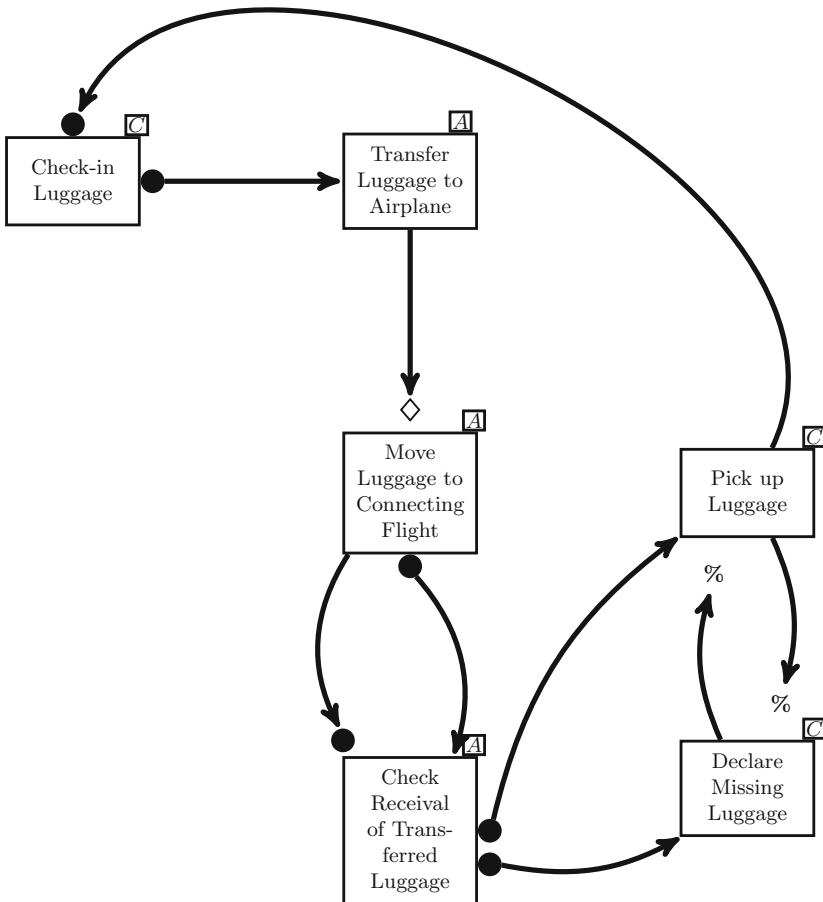 C
Check-in
Luggage
A
Transfer
Luggage to
Airplane
A
Move
Luggage to
Connecting
Flight
C
Pick up
Luggage
%
%
A
Check
Receival
of Trans-
ferred
Luggage
C
Declare
Missing
Luggage